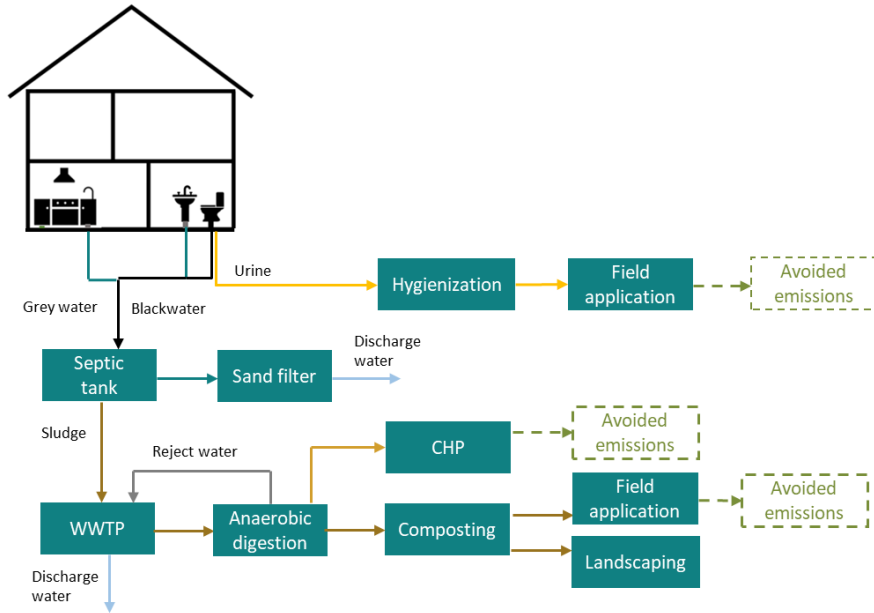 Urine
Hygienization
Field
application
Avoided
emissions
Grey water
Blackwater
Septic
tank
Sand filter
Discharge
water
Sludge
Reject water
CHP
Avoided
emissions
WWTP
Anaerobic
digestion
Composting
Field
application
Avoided
emissions
Landscaping
Discharge
water